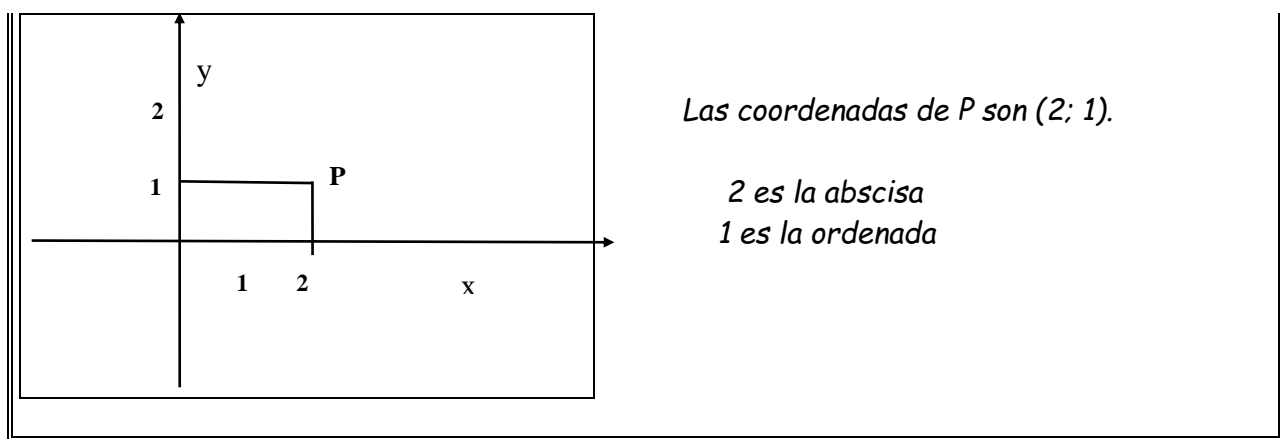 y
2
Las coordenadas de P son (2; 1).
1
P
2 es la abscisa
1 es la ordenada
1 2 x